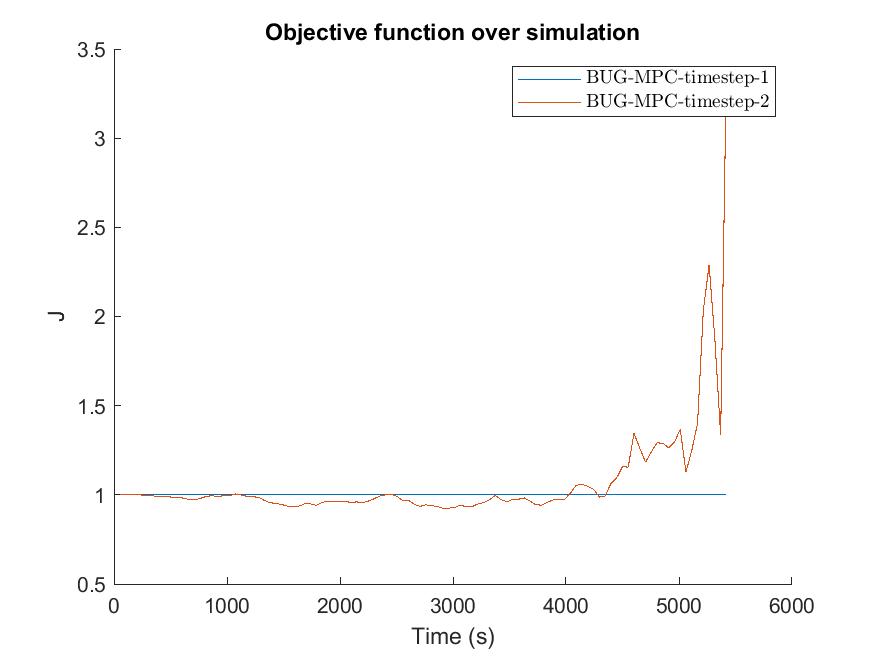 Objective function over simulation
3.5
BUG-MPC-timestep-1
BUG-MPC-timestep-2
3
2.5
2
J
1.5
1
0.5
0 1000 2000 3000 4000 5000 6000
Time (s)